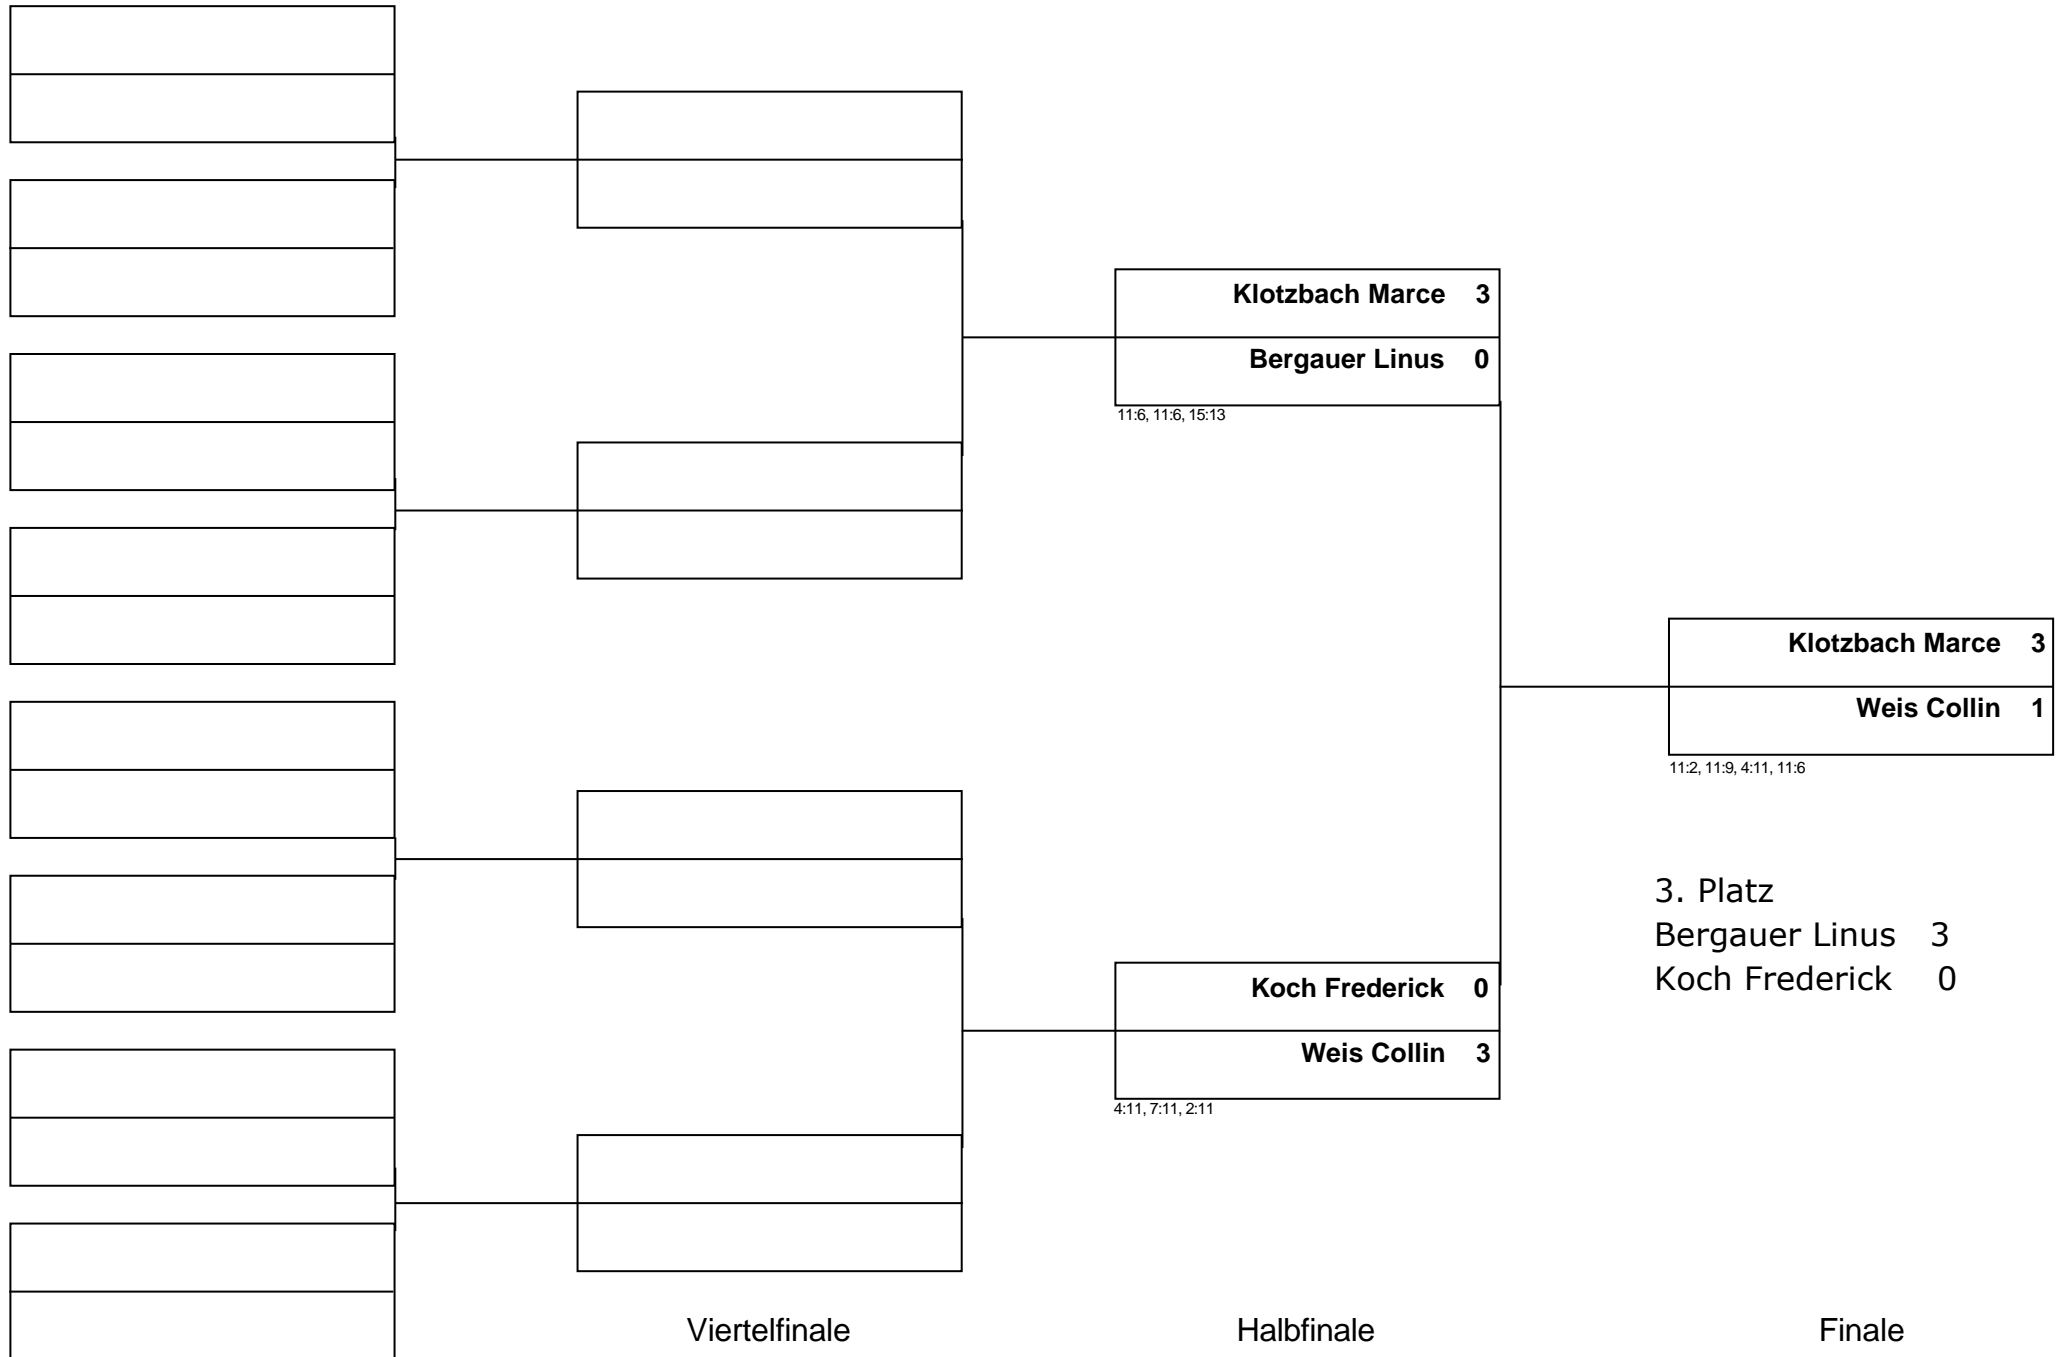 Klotzbach Marce 3
Bergauer Linus 0
11:6, 11:6, 15:13
Klotzbach Marce 3
Weis Collin 1
11:2, 11:9, 4:11, 11:6
3. Platz
Bergauer Linus 3
Koch Frederick 0
Koch Frederick 0
Weis Collin 3
4:11, 7:11, 2:11
Viertelfinale Halbfinale Finale